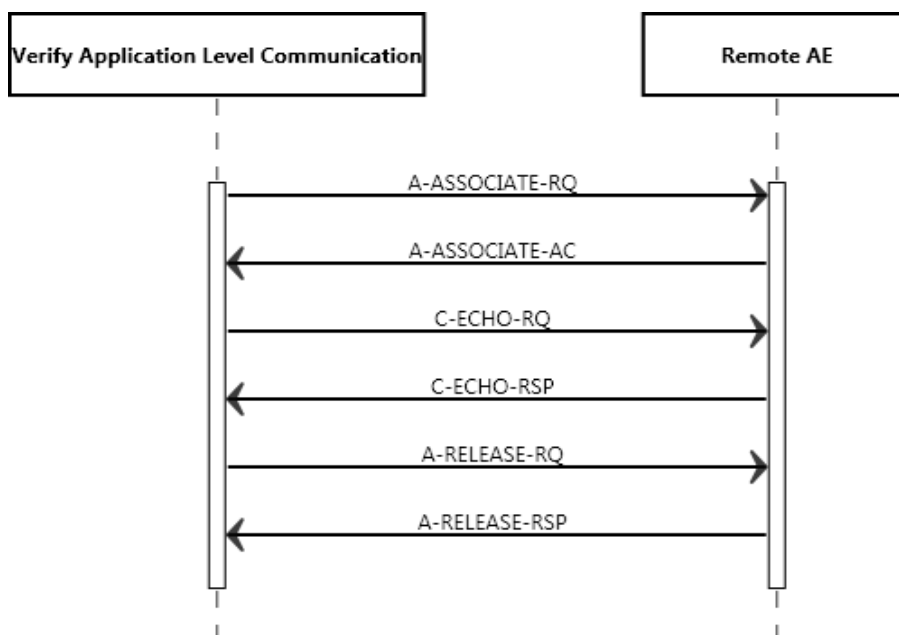 Verify Application Level Communication
Remote AE
A-ASSOCIATE-RQ
A-ASSOCIATE-AC
C-ECHO-RQ
C-ECHO-RSP
A-RELEASE-RQ
A-RELEASE-RSP